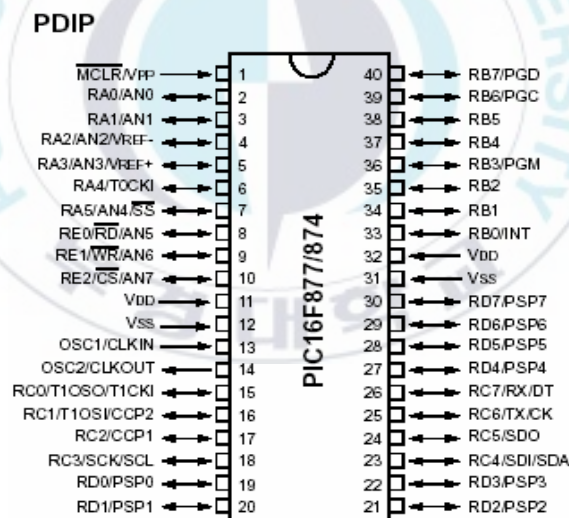 PDIP
MCLR/VPP 1 40 RB7/PGD
RA0/AN0 2 39 RB6/PGC
RA1/AN1 3 38 RB5
RA2/AN2/VREF- 4 37 RB4
RA3/AN3/VREF+ 5 36 RB3/PGM
RA4/T0CKI 6 35 RB2
RA5/AN4/SS 7 34 RB1
RE0/RD/AN5 8 33 RB0/INT
RE1/WR/AN6 9 32 VDD
RE2/CS/AN7 10 31 VSS
VDD 11 30 RD7/PSP7
VSS 12 29 RD6/PSP6
OSC1/CLKIN 13 28 RD5/PSP5
OSC2/CLKOUT 14 27 RD4/PSP4
RC0/T1OSO/T1CKI 15 26 RC7/RX/DT
RC1/T1OSI/CCP2 16 25 RC6/TX/CK
RC2/CCP1 17 24 RC5/SDO
RC3/SCK/SCL 18 23 RC4/SDI/SDA
RD0/PSP0 19 22 RD3/PSP3
RD1/PSP1 20 21 RD2/PSP2
PIC16F877/874